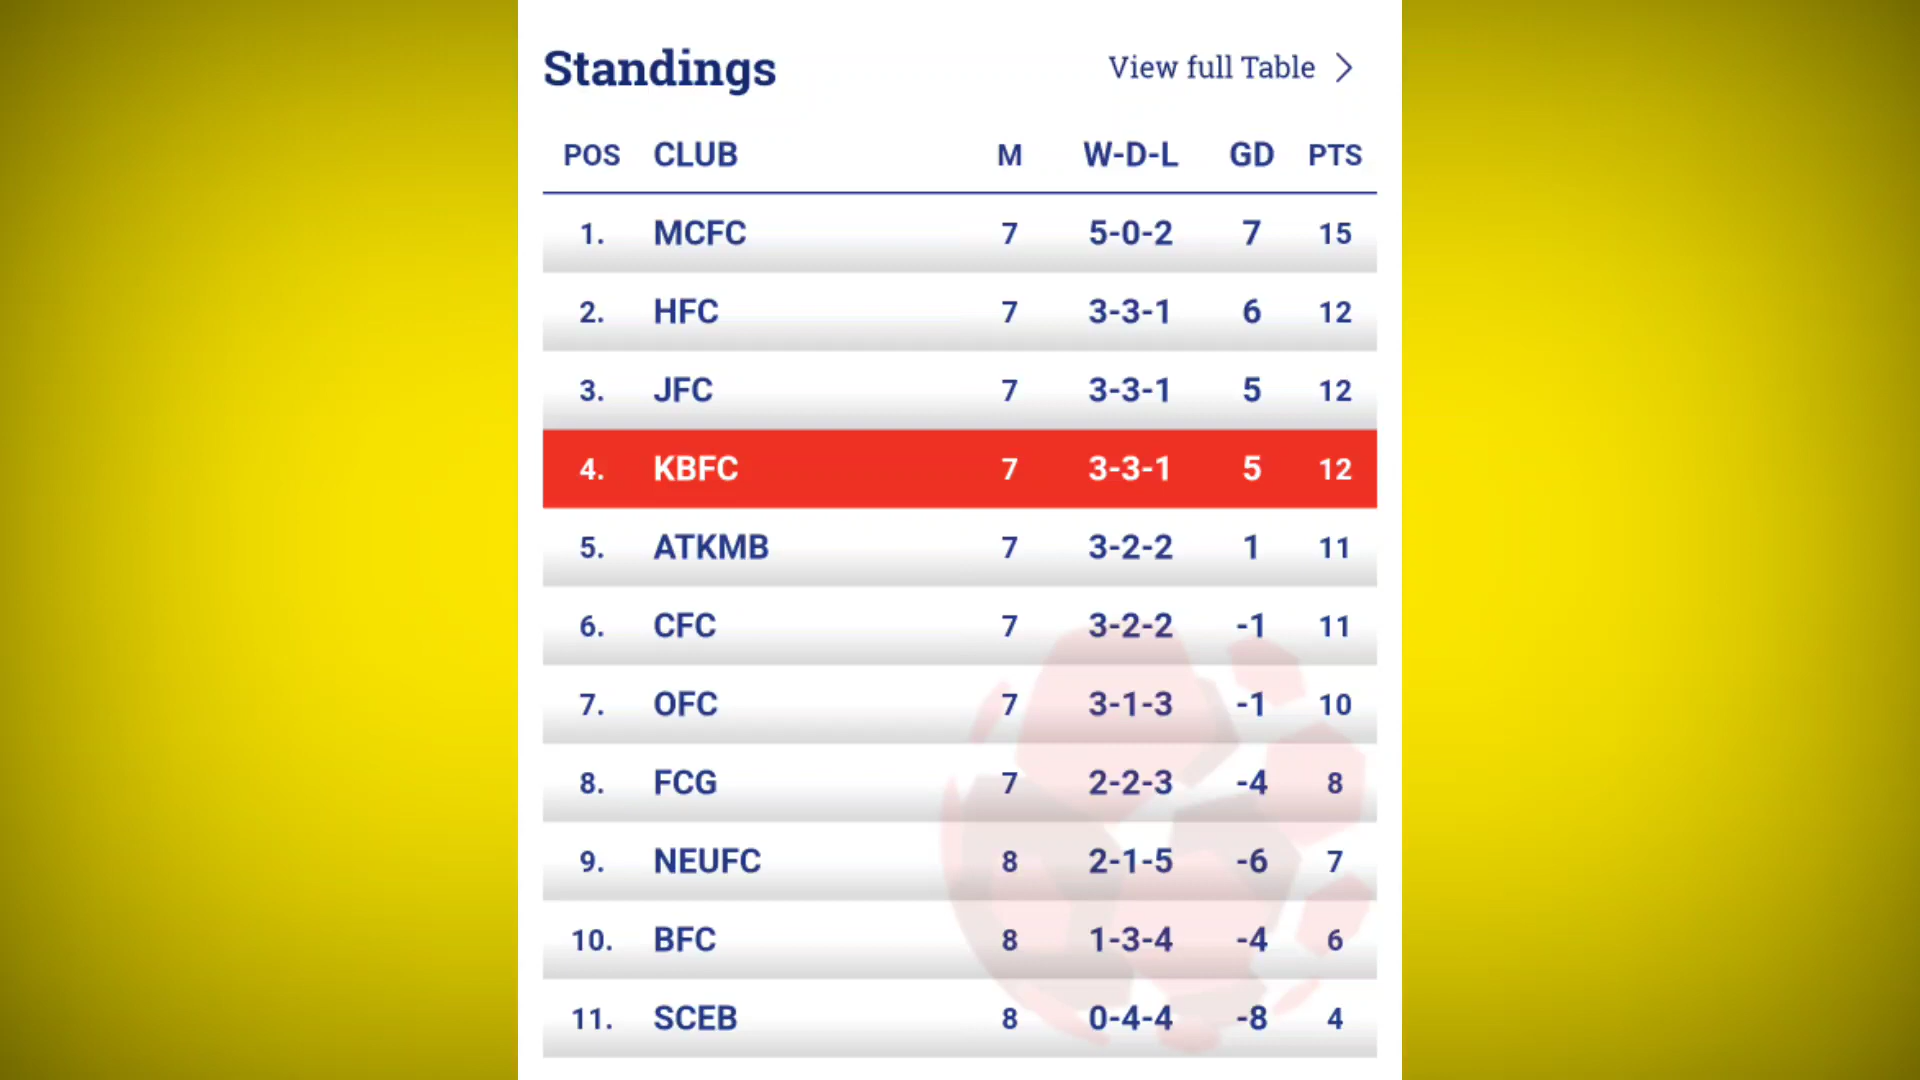 Standings View full Table
POS CLUB M W-D-L GD PTS
1. MCFC 7 5-0-2 7 15
2. HFC 7 3-3-1 6 12
3. JFC 7 3-3-1 5 12
4. KBFC 7 3-3-1 5 12
5. ATKMB 7 3-2-2 1 11
6. CFC 7 3-2-2 -1 11
7. OFC 7 3-1-3 -1 10
8. FCG 7 2-2-3 -4 8
9. NEUFC 8 2-1-5 -6 7
10. BFC 8 1-3-4 -4 6
11. SCEB 8 0-4-4 -8 4